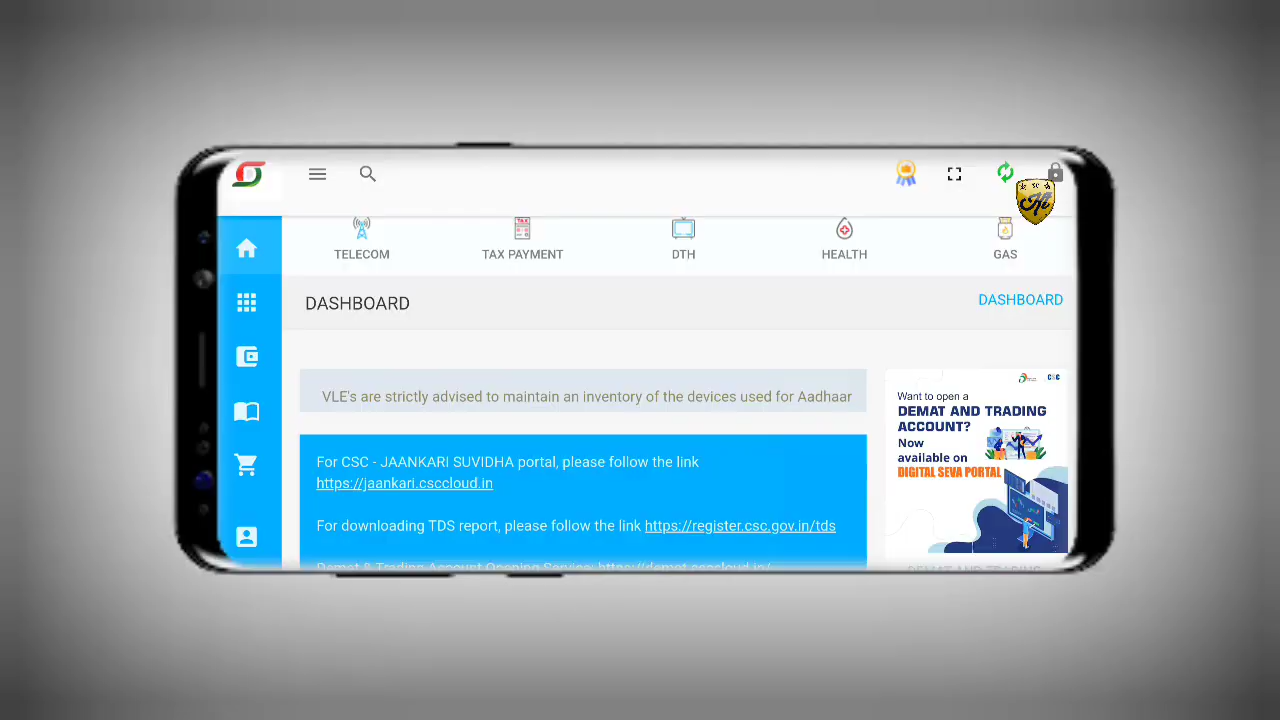 TELECOM
TAX PAYMENT
DTH
HEALTH
GAS
DASHBOARD
DASHBOARD
VLE's are strictly advised to maintain an inventory of the devices used for Aadhaar
For CSC - JAANKARI SUVIDHA portal, please follow the link
https://jaankari.csccloud.in
For downloading TDS report, please follow the link https://register.csc.gov.in/tds
Want to open a
DEMAT AND TRADING
ACCOUNT?
Now
available on
DIGITAL SEVA PORTAL